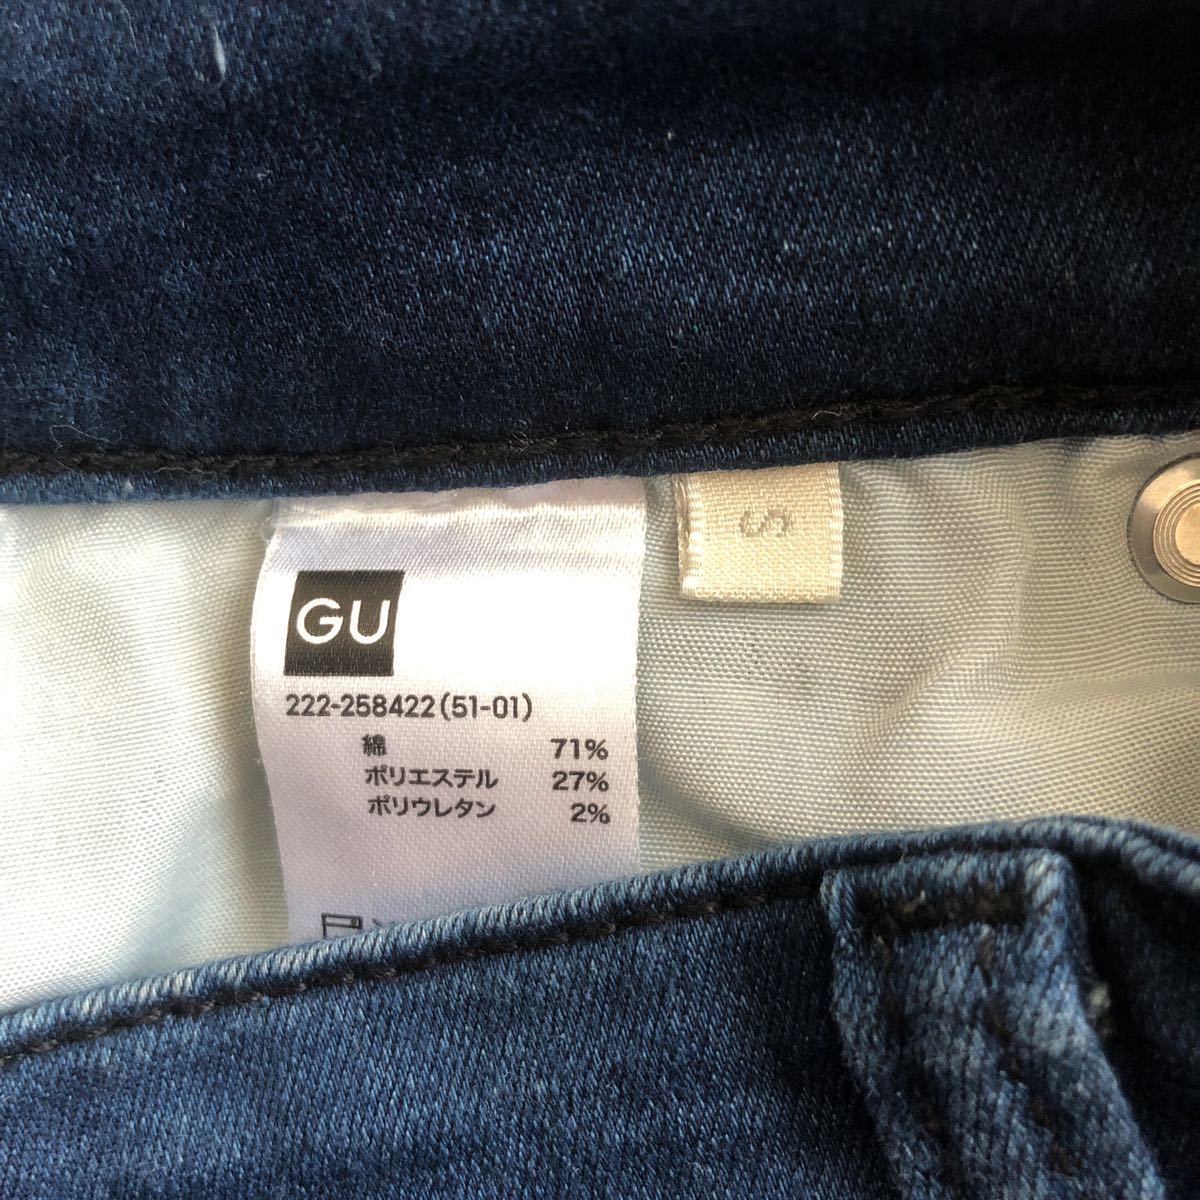 GU
222-258422(51-01)
綿 71%
ポリエステル 27%
ポリウレタン 2%
S